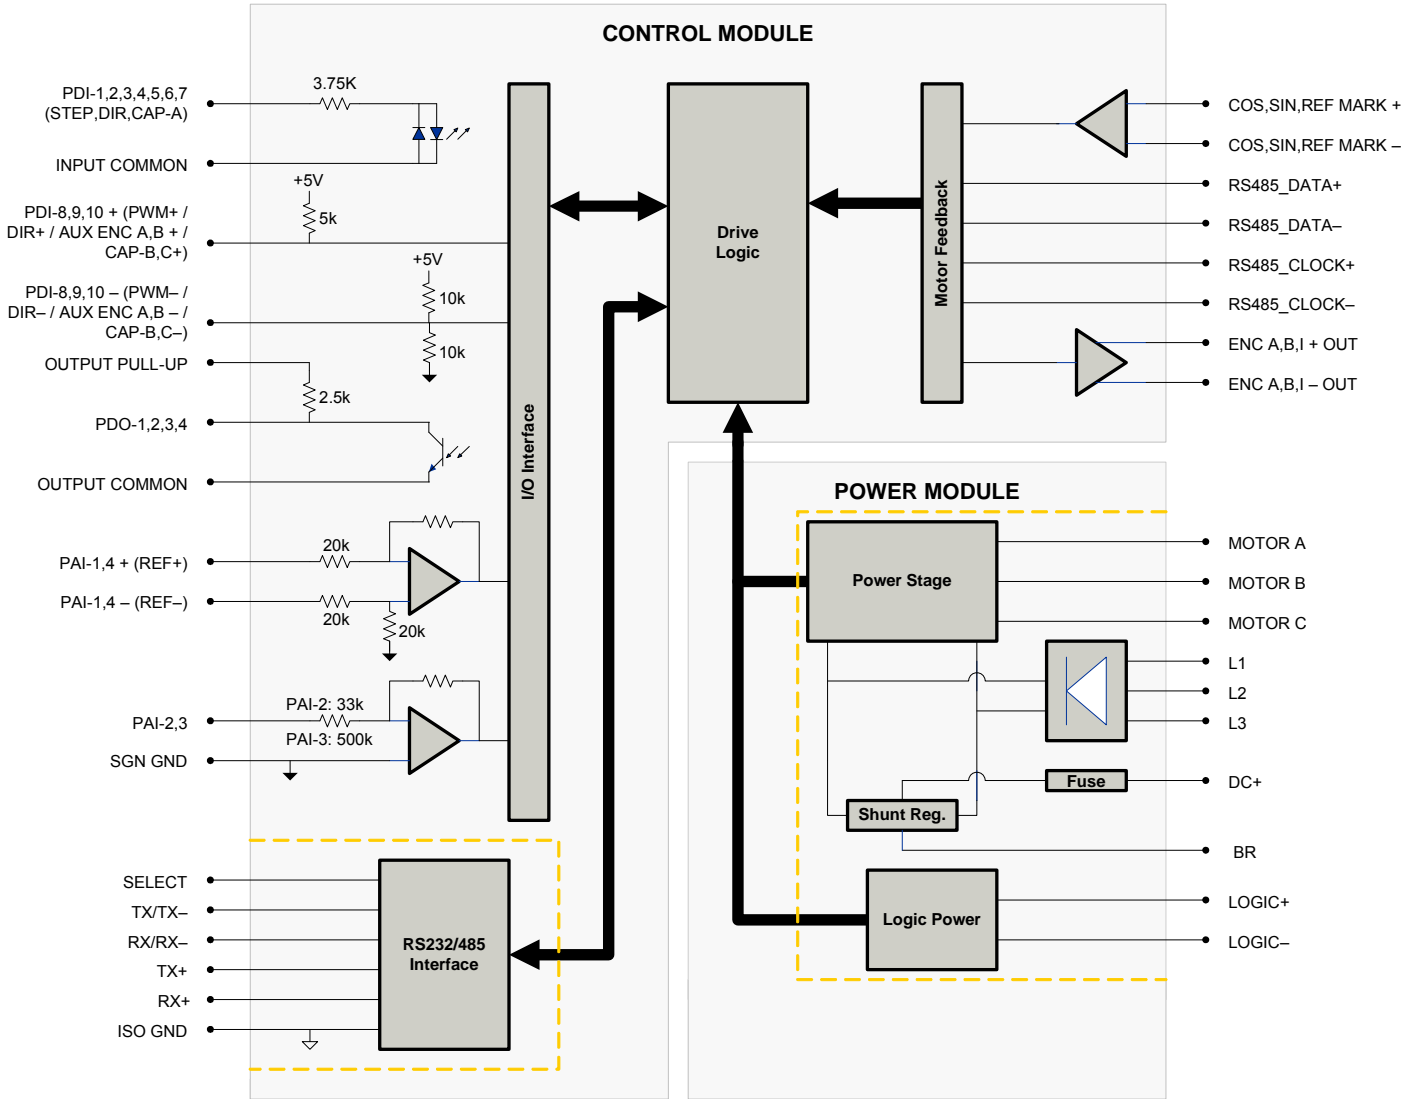 CONTROL MODULE
PDI-1,2,3,4,5,6,7
(STEP,DIR,CAP-A)
3.75K
INPUT COMMON
+5V
5k
PDI-8,9,10 + (PWM+ /
DIR+ / AUX ENC A,B + /
CAP-B,C+)
+5V
10k
PDI-8,9,10 – (PWM– /
DIR– / AUX ENC A,B – /
CAP-B,C–)
10k
OUTPUT PULL-UP
2.5k
PDO-1,2,3,4
OUTPUT COMMON
20k
PAI-1,4 + (REF+)
PAI-1,4 – (REF–)
20k
20k
PAI-2: 33k
PAI-2,3
PAI-3: 500k
SGN GND
I/O Interface
SELECT
TX/TX–
RX/RX–
TX+
RX+
ISO GND
RS232/485
Interface
Drive
Logic
Motor Feedback
COS,SIN,REF MARK +
COS,SIN,REF MARK –
RS485_DATA+
RS485_DATA–
RS485_CLOCK+
RS485_CLOCK–
ENC A,B,I + OUT
ENC A,B,I – OUT
POWER MODULE
Power Stage
MOTOR A
MOTOR B
MOTOR C
L1
L2
L3
Fuse
DC+
Shunt Reg.
BR
Logic Power
LOGIC+
LOGIC–